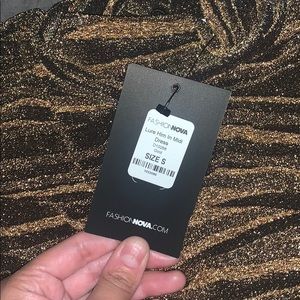 FASHIONNOVA
Lure Him In Midi
Dress
SIZE S
FASHIONNOVA.COM